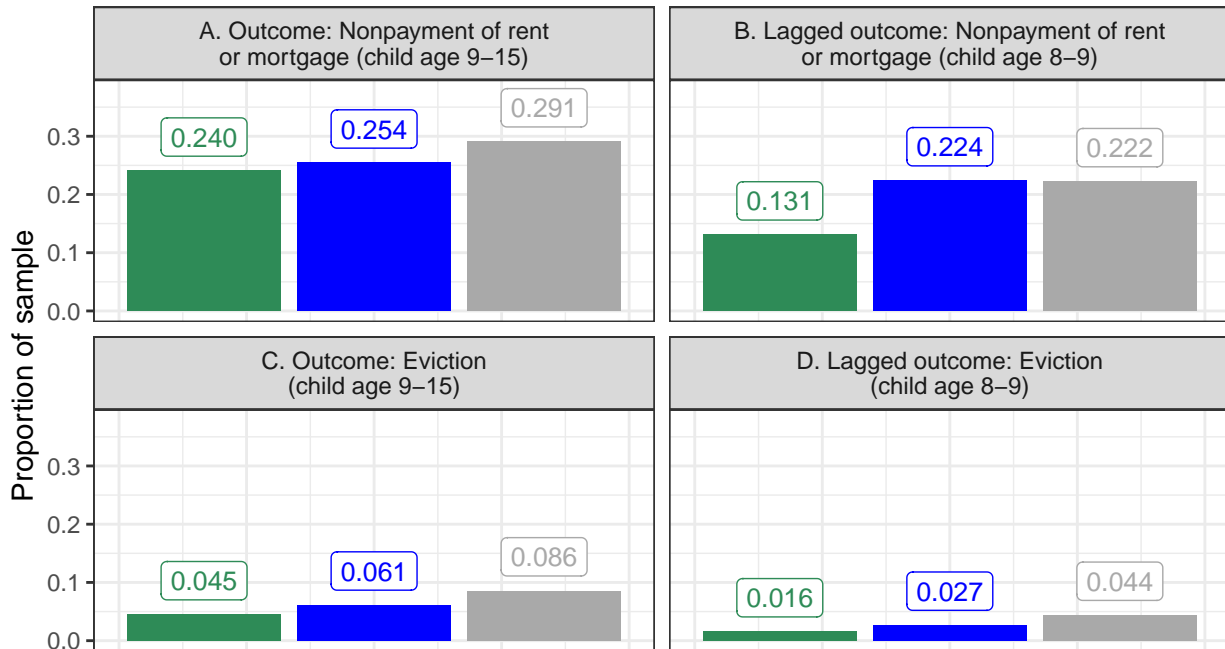 A. Outcome: Nonpayment of rent
or mortgage (child age 9−15)
B. Lagged outcome: Nonpayment of rent
or mortgage (child age 8−9)
Proportion of sample
0.3
0.2
0.1
0.0
0.240
0.254
0.291
0.131
0.224
0.222
C. Outcome: Eviction
(child age 9−15)
D. Lagged outcome: Eviction
(child age 8−9)
0.3
0.2
0.1
0.0
0.045
0.061
0.086
0.016
0.027
0.044